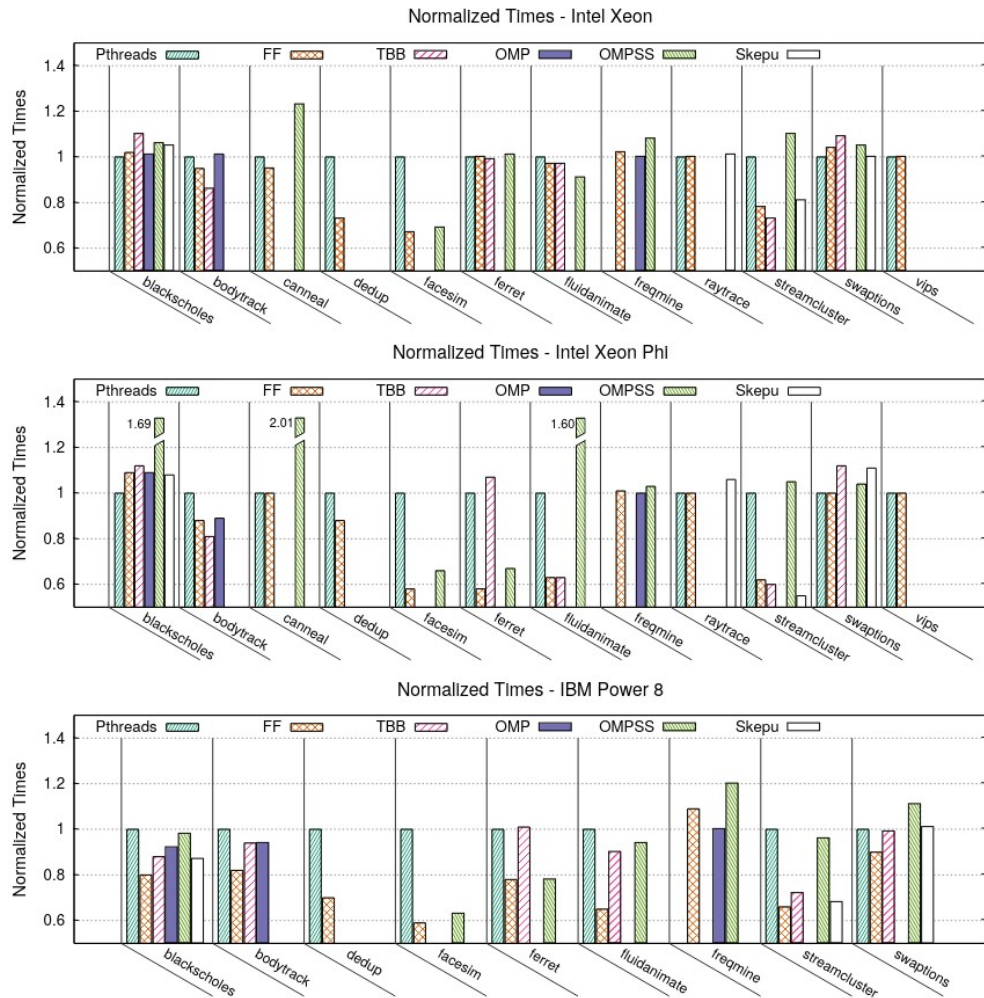 Normalized Times - Intel Xeon
Pthreads FF TBB OMP OMPSS Skepu
Normalized Times
1.4
1.2
1
0.8
0.6
blackscholes
bodytrack
canneal
dedup
facesim
ferret
fluidanimate
freqmine
raytrace
streamcluster
swaptions
vips
Normalized Times - Intel Xeon Phi
Pthreads FF TBB OMP OMPSS Skepu
Normalized Times
1.4
1.2
1
0.8
0.6
1.69
2.01
1.60
blackscholes
bodytrack
canneal
dedup
facesim
ferret
fluidanimate
freqmine
raytrace
streamcluster
swaptions
vips
Normalized Times - IBM Power 8
Pthreads FF TBB OMP OMPSS Skepu
Normalized Times
1.4
1.2
1
0.8
0.6
blackscholes
bodytrack
dedup
facesim
ferret
fluidanimate
freqmine
streamcluster
swaptions